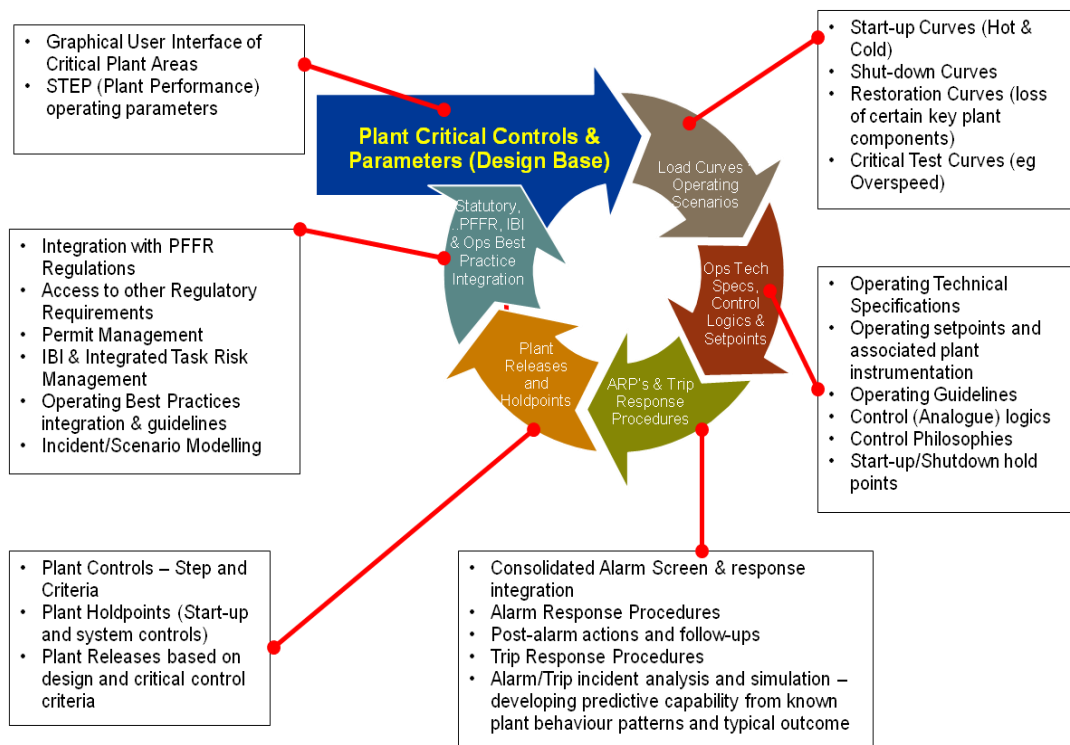 • Graphical User Interface of
Critical Plant Areas
• STEP (Plant Performance)
operating parameters
Plant Critical Controls &
Parameters (Design Base)
• Start-up Curves (Hot &
Cold)
• Shut-down Curves
• Restoration Curves (loss
of certain key plant
components)
• Critical Test Curves (eg
Overspeed)
Load Curves
Operating
Scenarios
Statutory,
..PFFR, IBI
& Ops Best
Practice
Integration
Ops Tech
Specs,
Control
Logics &
Setpoints
• Integration with PFFR
Regulations
• Access to other Regulatory
Requirements
• Permit Management
• IBI & Integrated Task Risk
Management
• Operating Best Practices
integration & guidelines
• Incident/Scenario Modelling
• Operating Technical
Specifications
• Operating setpoints and
associated plant
instrumentation
• Operating Guidelines
• Control (Analogue) logics
• Control Philosophies
• Start-up/Shutdown hold
points
Plant
Releases
and
Holdpoints
ARP's & Trip
Response
Procedures
• Plant Controls – Step and
Criteria
• Plant Holdpoints (Start-up
and system controls)
• Plant Releases based on
design and critical control
criteria
• Consolidated Alarm Screen & response
integration
• Alarm Response Procedures
• Post-alarm actions and follow-ups
• Trip Response Procedures
• Alarm/Trip incident analysis and simulation –
developing predictive capability from known
plant behaviour patterns and typical outcome